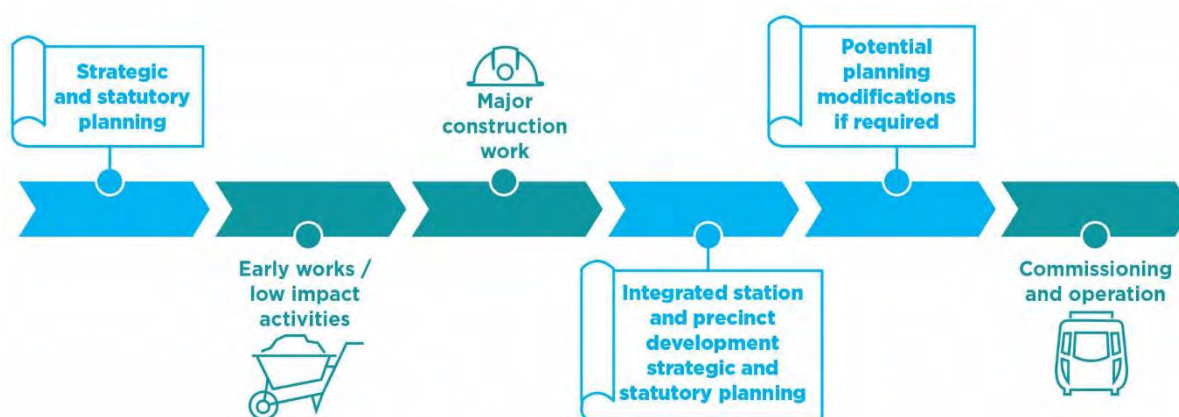 Strategic
and statutory
planning
Early works /
low impact
activities
Major
construction
work
Integrated station
and precinct
development
strategic and
statutory planning
Potential
planning
modifications
if required
Commissioning
and operation